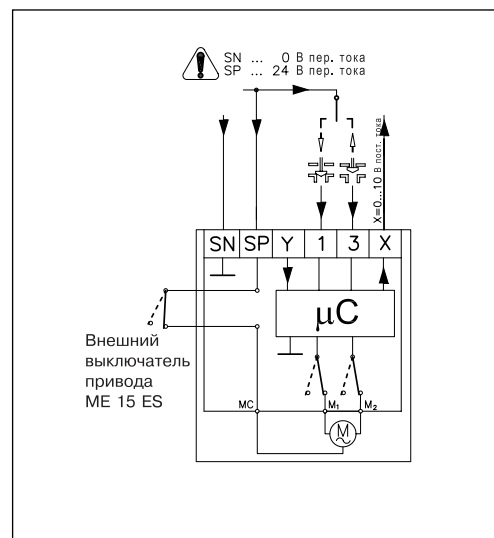 SN ... 0 В пер. тока
SP ... 24 В пер. тока
X=0...10 В пост. тока
SN SP Y 1 3 X
µC
Внешний
выключатель
привода
ME 15 ES
MC M₁ M₂
M